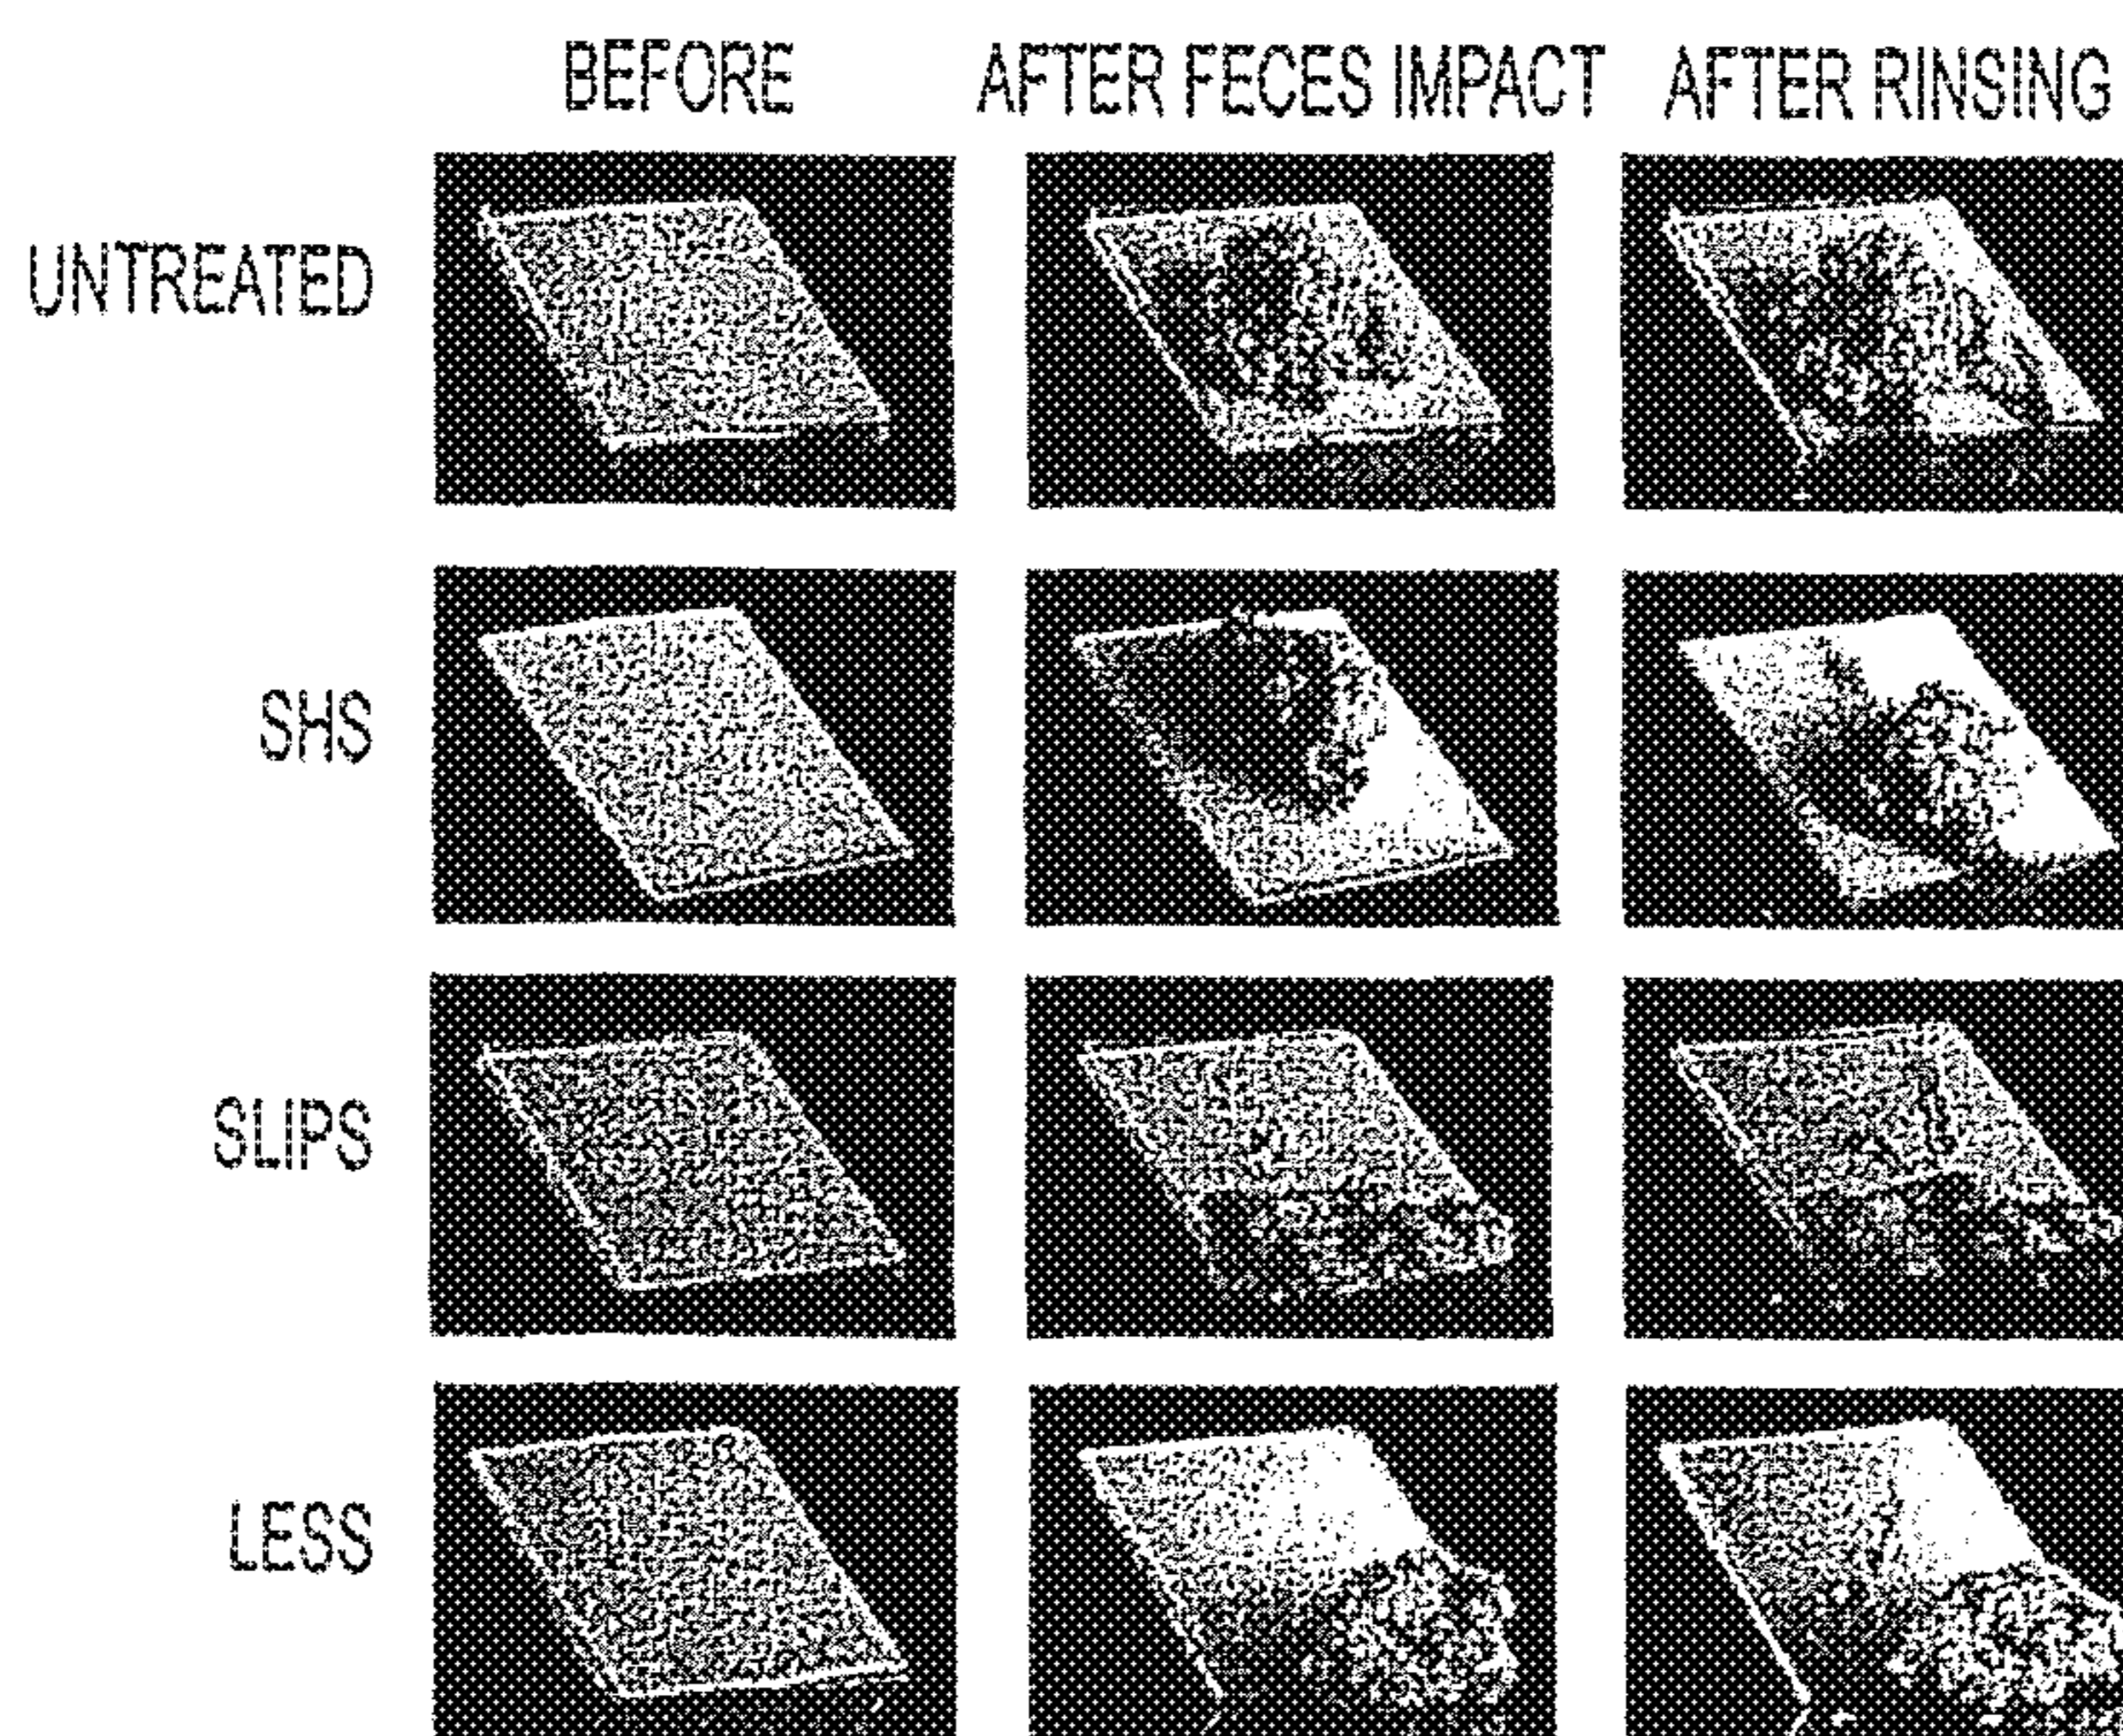 BEFORE AFTER FECES IMPACT AFTER RINSING
UNTREATED
SHS
SLIPS
LESS